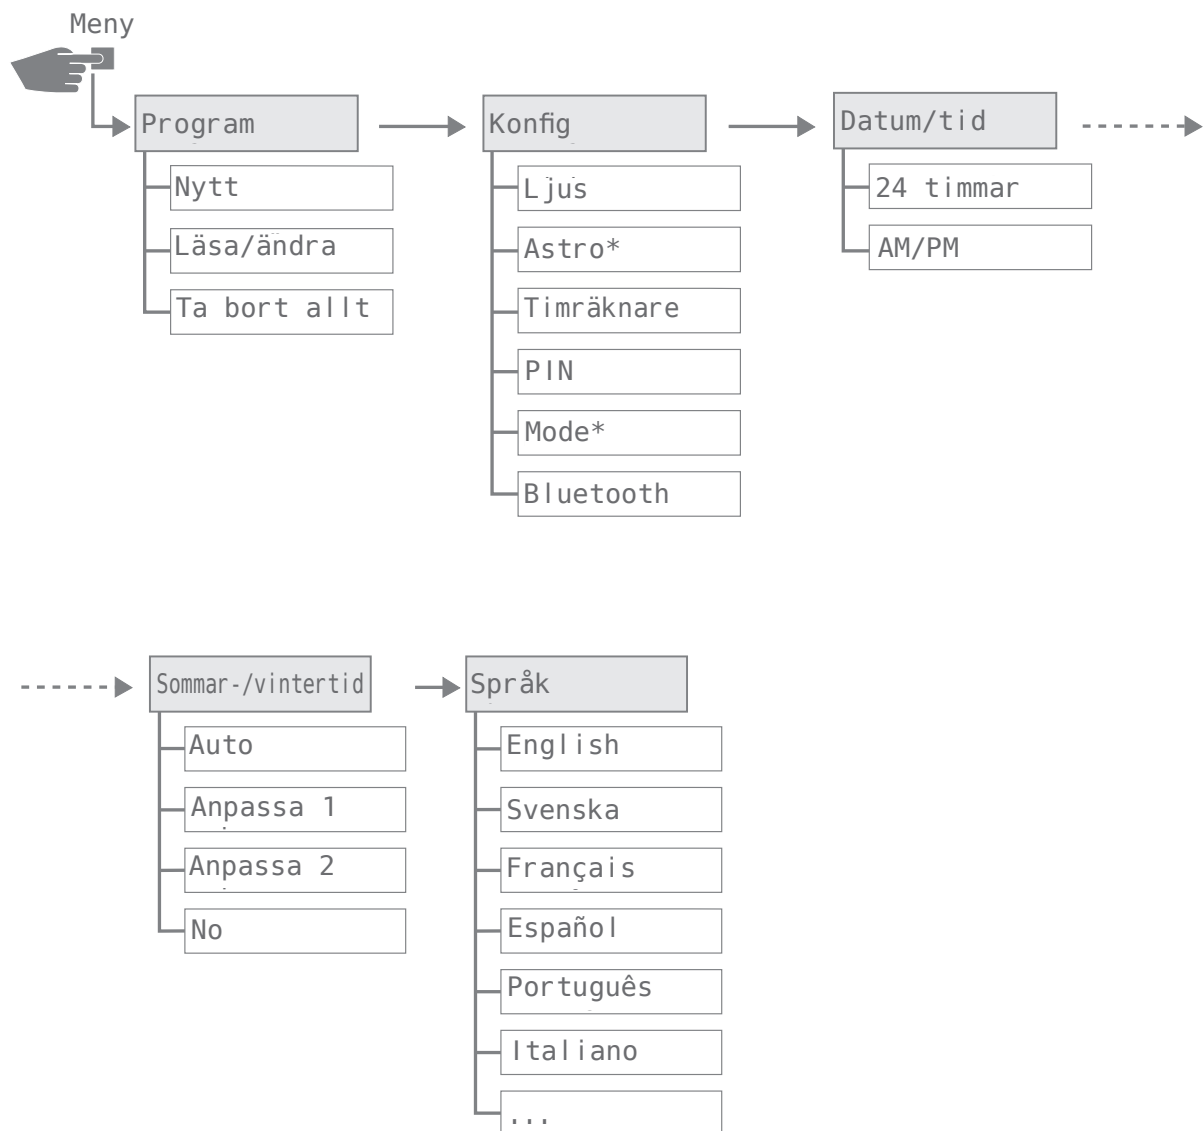 Meny
Program
Nytt
Läsa/ändra
Ta bort allt
Konfig
Ljus
Astro*
Timräknare
PIN
Mode*
Bluetooth
Datum/tid
24 timmar
AM/PM
Sommar-/vintertid
Auto
Anpassa 1
Anpassa 2
No
Språk
English
Svenska
Français
Español
Português
Italiano
...